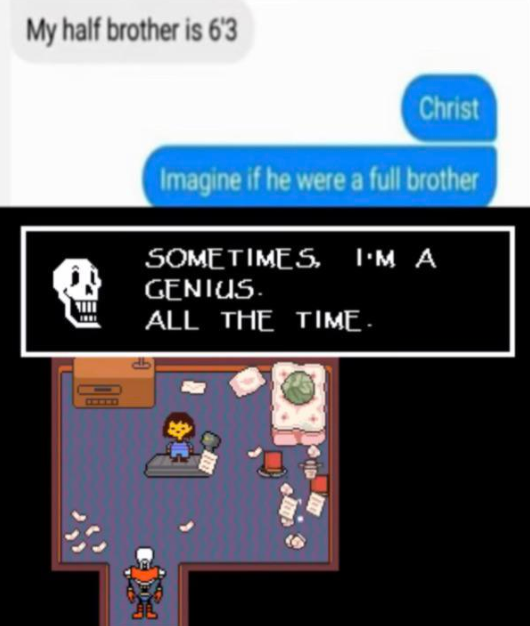 My half brother is 6'3
Christ
Imagine if he were a full brother
SOMETIMES, I'M A
GENIUS.
ALL THE TIME.